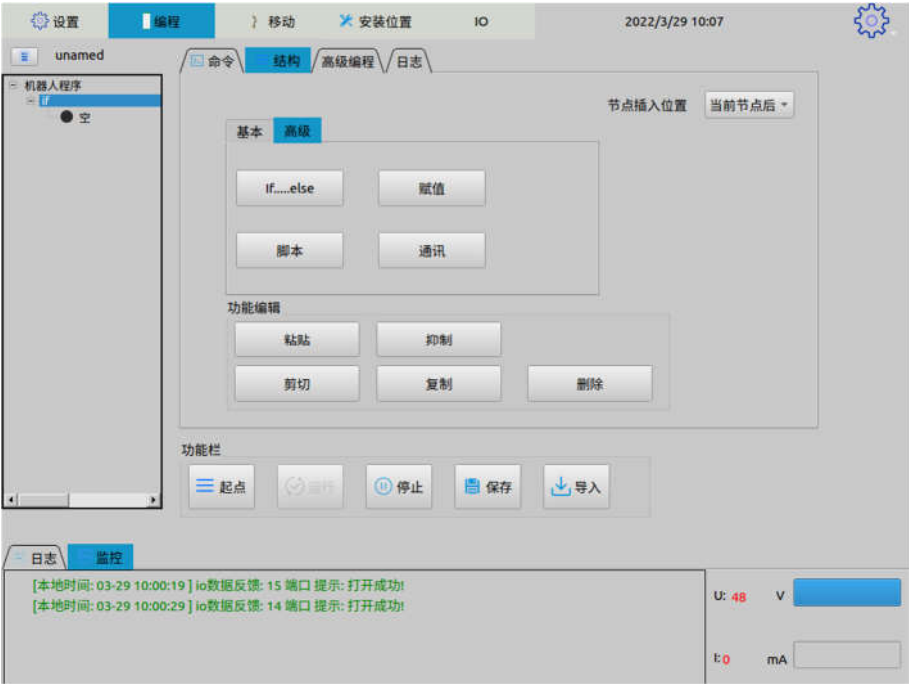 设置 编程 移动 安装位置 IO 2022/3/29 10:07
unamed
命令 结构 高级编程 日志
机器人程序
if
空
节点插入位置 当前节点后
基本 高级
If.....else 赋值
脚本 通讯
功能编辑
粘贴 抑制
剪切 复制 删除
功能栏
起点 运行 停止 保存 导入
日志 监控
[本地时间: 03-29 10:00:19 ] io数据反馈: 15 端口 提示: 打开成功!
[本地时间: 03-29 10:00:29 ] io数据反馈: 14 端口 提示: 打开成功!
U: 48 V
I: 0 mA